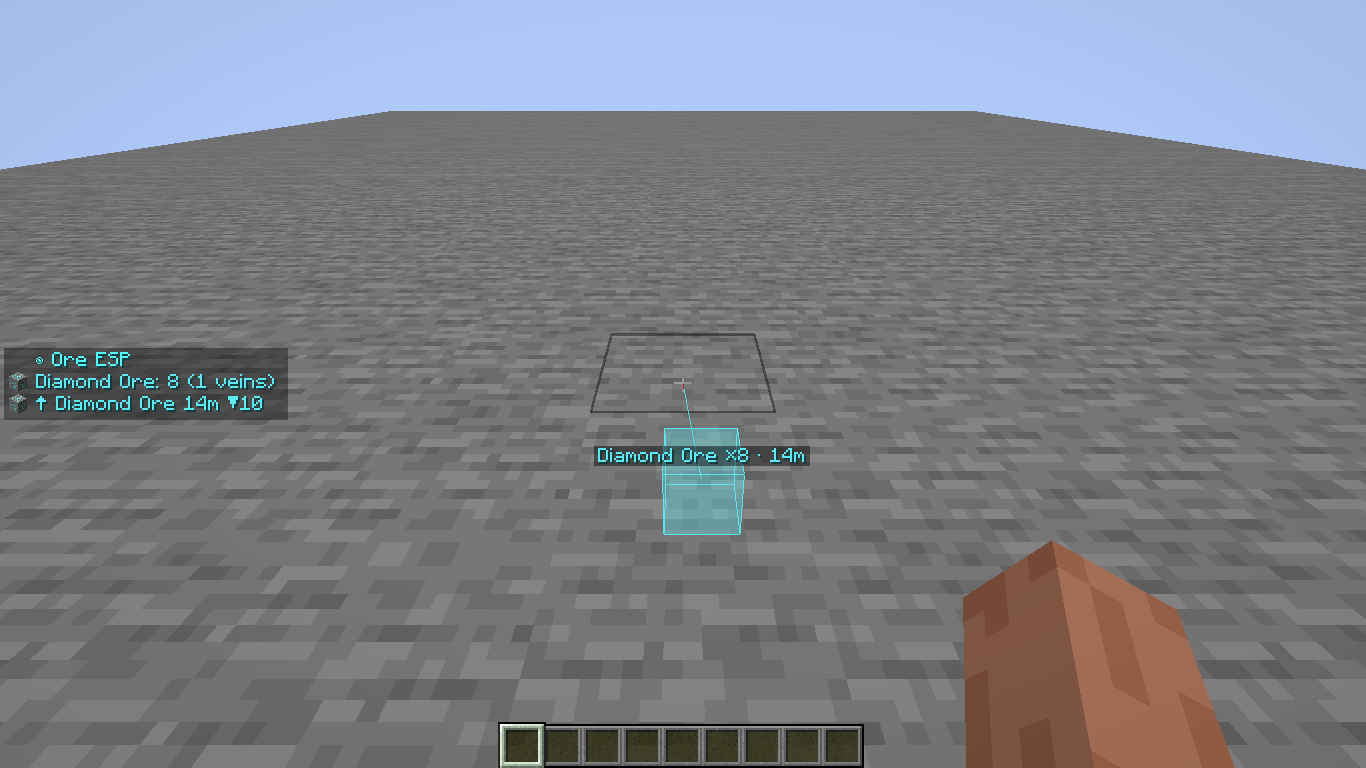 Ore ESP
Diamond Ore: 8 (1 veins)
↑ Diamond Ore 14m ▼10
Diamond Ore ×8 · 14m